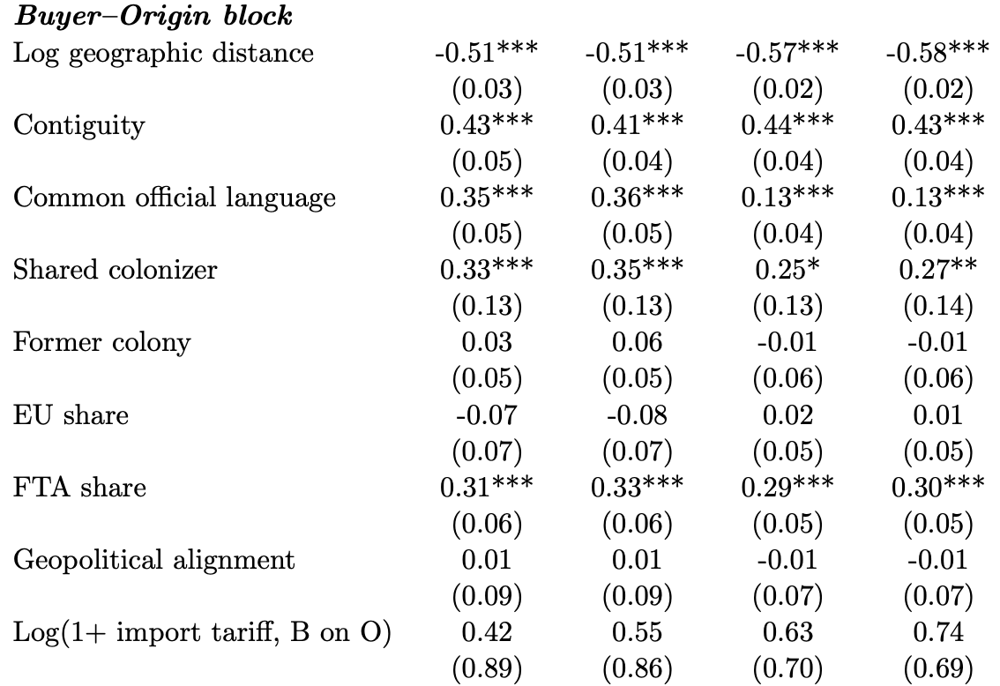 Buyer–Origin block
Log geographic distance -0.51*** -0.51*** -0.57*** -0.58***
(0.03) (0.03) (0.02) (0.02)
Contiguity 0.43*** 0.41*** 0.44*** 0.43***
(0.05) (0.04) (0.04) (0.04)
Common official language 0.35*** 0.36*** 0.13*** 0.13***
(0.05) (0.05) (0.04) (0.04)
Shared colonizer 0.33*** 0.35*** 0.25* 0.27**
(0.13) (0.13) (0.13) (0.14)
Former colony 0.03 0.06 -0.01 -0.01
(0.05) (0.05) (0.06) (0.06)
EU share -0.07 -0.08 0.02 0.01
(0.07) (0.07) (0.05) (0.05)
FTA share 0.31*** 0.33*** 0.29*** 0.30***
(0.06) (0.06) (0.05) (0.05)
Geopolitical alignment 0.01 0.01 -0.01 -0.01
(0.09) (0.09) (0.07) (0.07)
Log(1+ import tariff, B on O) 0.42 0.55 0.63 0.74
(0.89) (0.86) (0.70) (0.69)